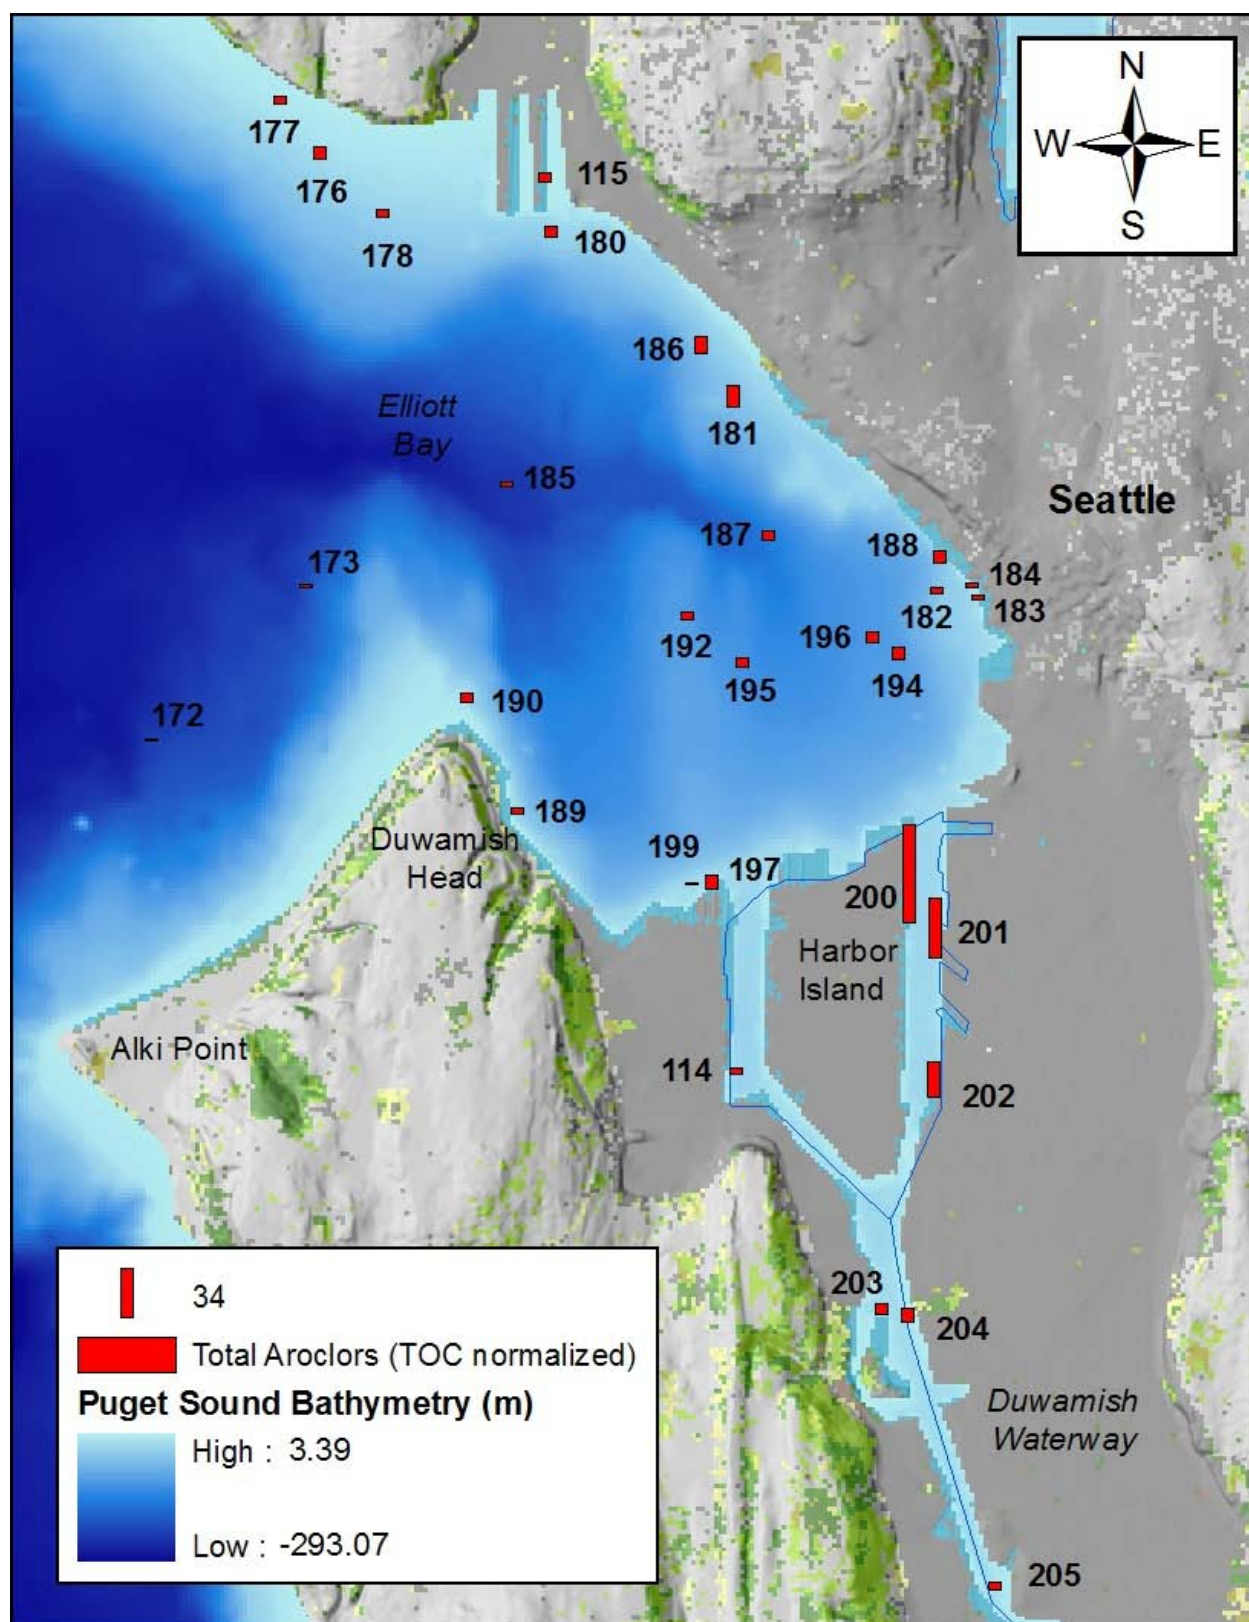 N
W E
S
177
176
178
115
180
186
181
Elliott
Bay
185
Seattle
187
188
173
184
183
182
192
196
195
194
190
172
189
Duwamish
Head
199
197
200
201
Harbor
Island
Alki Point
114
202
203
204
Duwamish
Waterway
205
34
Total Aroclors (TOC normalized)
Puget Sound Bathymetry (m)
High : 3.39
Low : -293.07